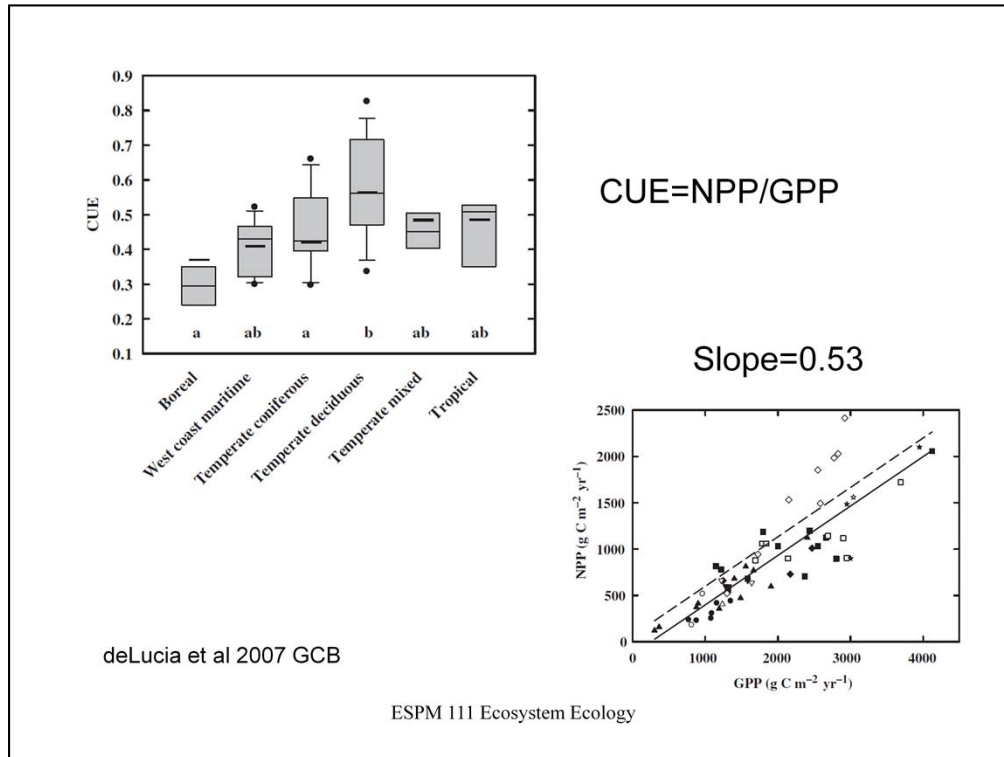 0.9
0.8
0.7
0.6
0.5
0.4
0.3
0.2
0.1
CUE
a ab a b ab ab
Boreal
West coast maritime
Temperate coniferous
Temperate deciduous
Temperate mixed
Tropical
CUE=NPP/GPP
Slope=0.53
2500
2000
1500
1000
500
0
NPP (g C m⁻² yr⁻¹)
0 1000 2000 3000 4000
GPP (g C m⁻² yr⁻¹)
deLucia et al 2007 GCB
ESPM 111 Ecosystem Ecology